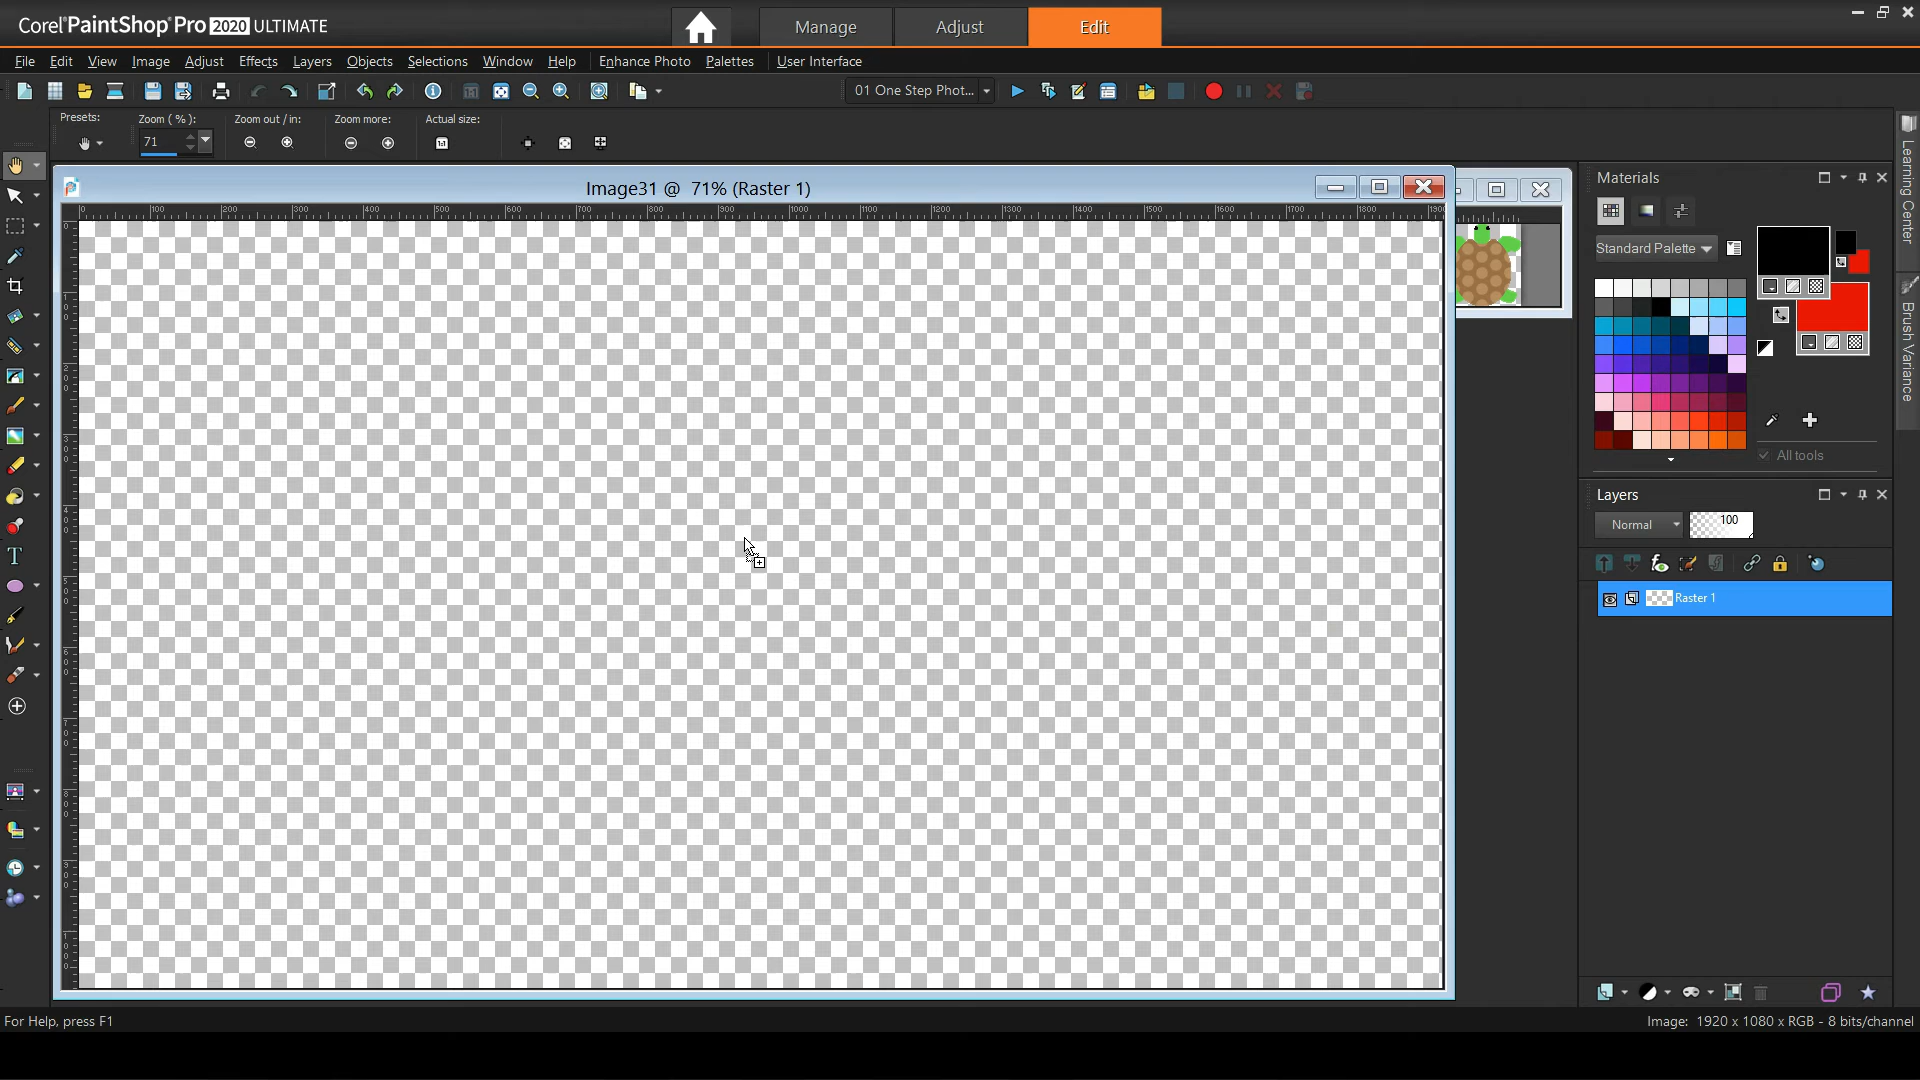 Corel PaintShop Pro 2020 ULTIMATE
Manage
Adjust
Edit
File Edit View Image Adjust Effects Layers Objects Selections Window Help Enhance Photo Palettes User Interface
01 One Step Phot...
Presets: Zoom ( % ): Zoom out / in: Zoom more: Actual size:
71
Image31 @ 71% (Raster 1)
Materials
Standard Palette
All tools
Layers
Normal
100
Raster 1
Learning Center
Brush Variance
For Help, press F1
Image: 1920 x 1080 x RGB - 8 bits/channel